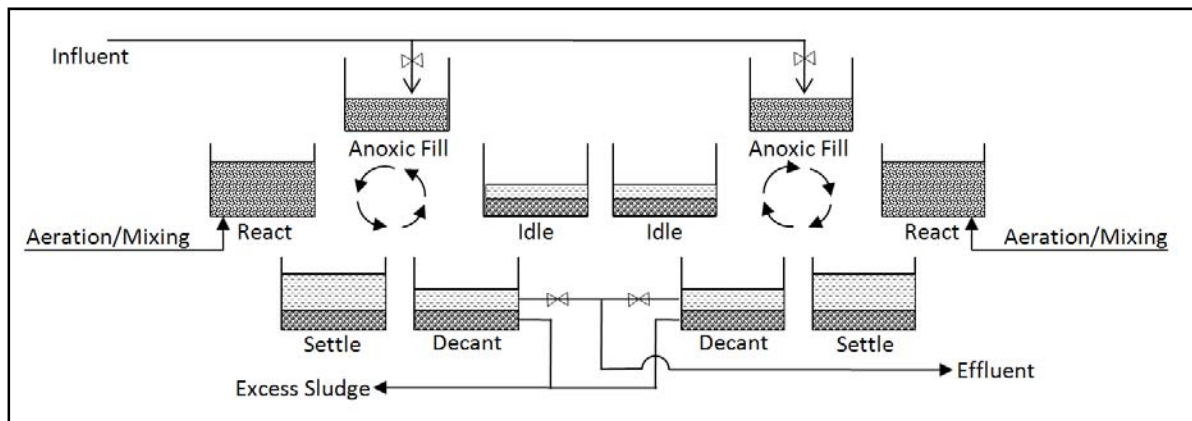 Influent
Anoxic Fill
Anoxic Fill
React
Idle
Idle
React
Aeration/Mixing
Aeration/Mixing
Settle
Decant
Decant
Settle
Effluent
Excess Sludge